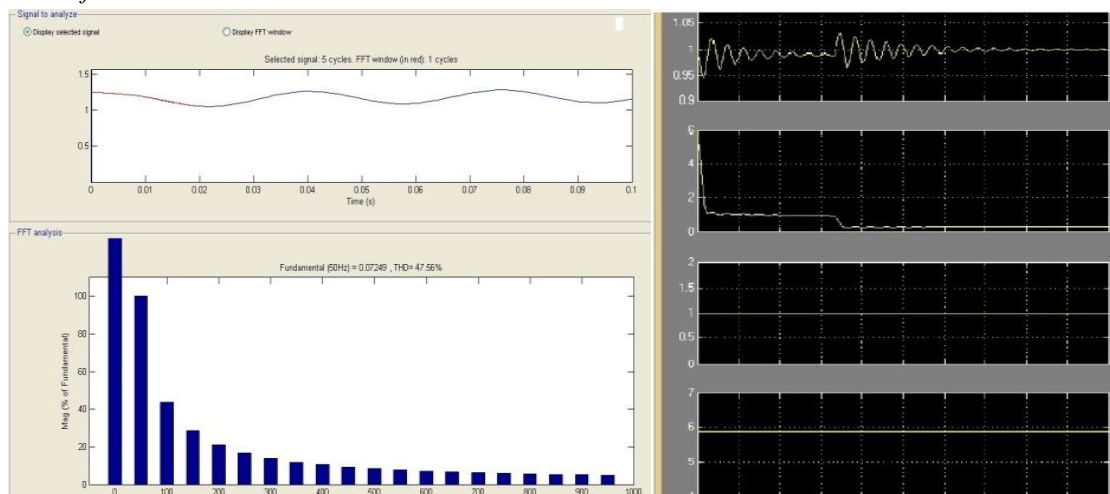 Signal to analyze
Display selected signal
Display FFT window
Selected signal: 5 cycles. FFT window (in red): 1 cycles
1.5
1
0.5
0 0.01 0.02 0.03 0.04 0.05 0.06 0.07 0.08 0.09 0.1
Time (s)
FFT analysis
Fundamental (50Hz) = 0.07249 , THD= 47.56%
100
80
60
40
20
0
Mag (% of Fundamental)
0 100 200 300 400 500 600 700 800 900 1000
1.05
1
0.95
0.9
6
4
2
0
2
1.5
1
0.5
0
7
6
5